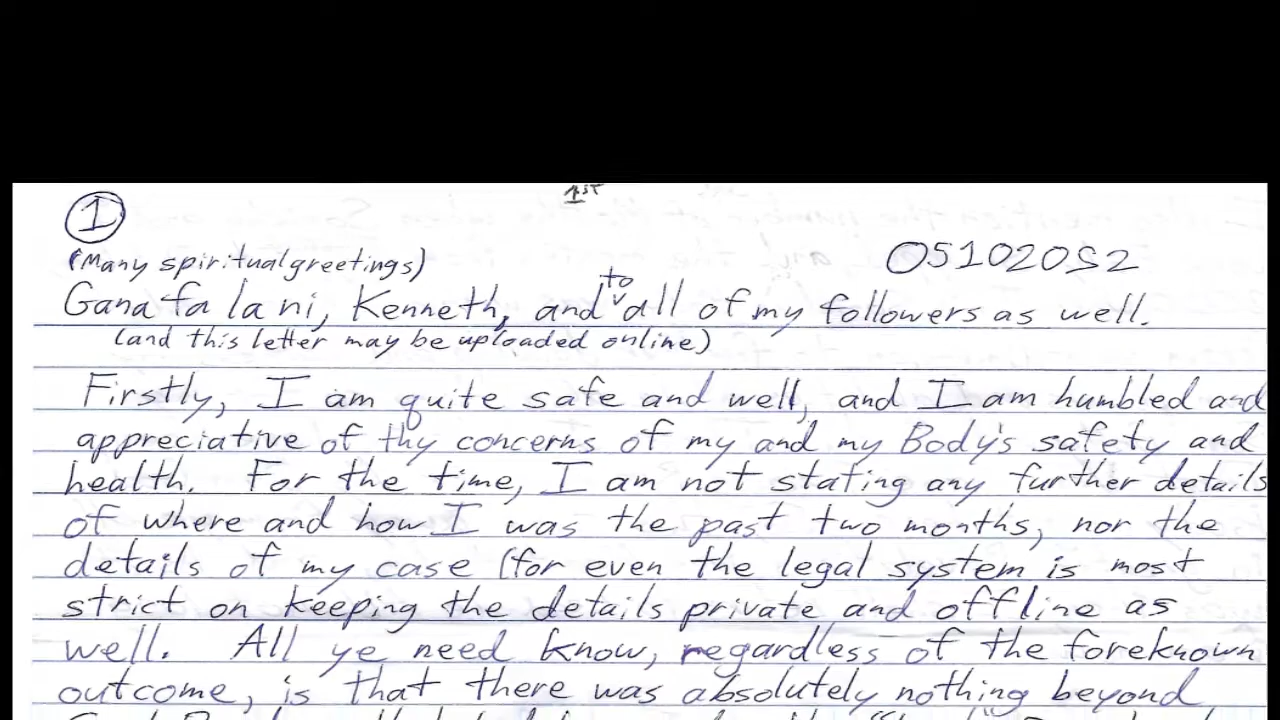 1ST
1
(Many spiritual greetings)
05102022
Gana fa la ni, Kenneth, and to all of my followers as well.
(and this letter may be uploaded online)
Firstly, I am quite safe and well, and I am humbled and
appreciative of thy concerns of my and my Body's safety and
health. For the time, I am not stating any further details
of where and how I was the past two months, nor the
details of my case (for even the legal system is most
strict on keeping the details private and offline as
well. All ye need know, regardless of the foreknown
outcome, is that there was absolutely nothing beyond